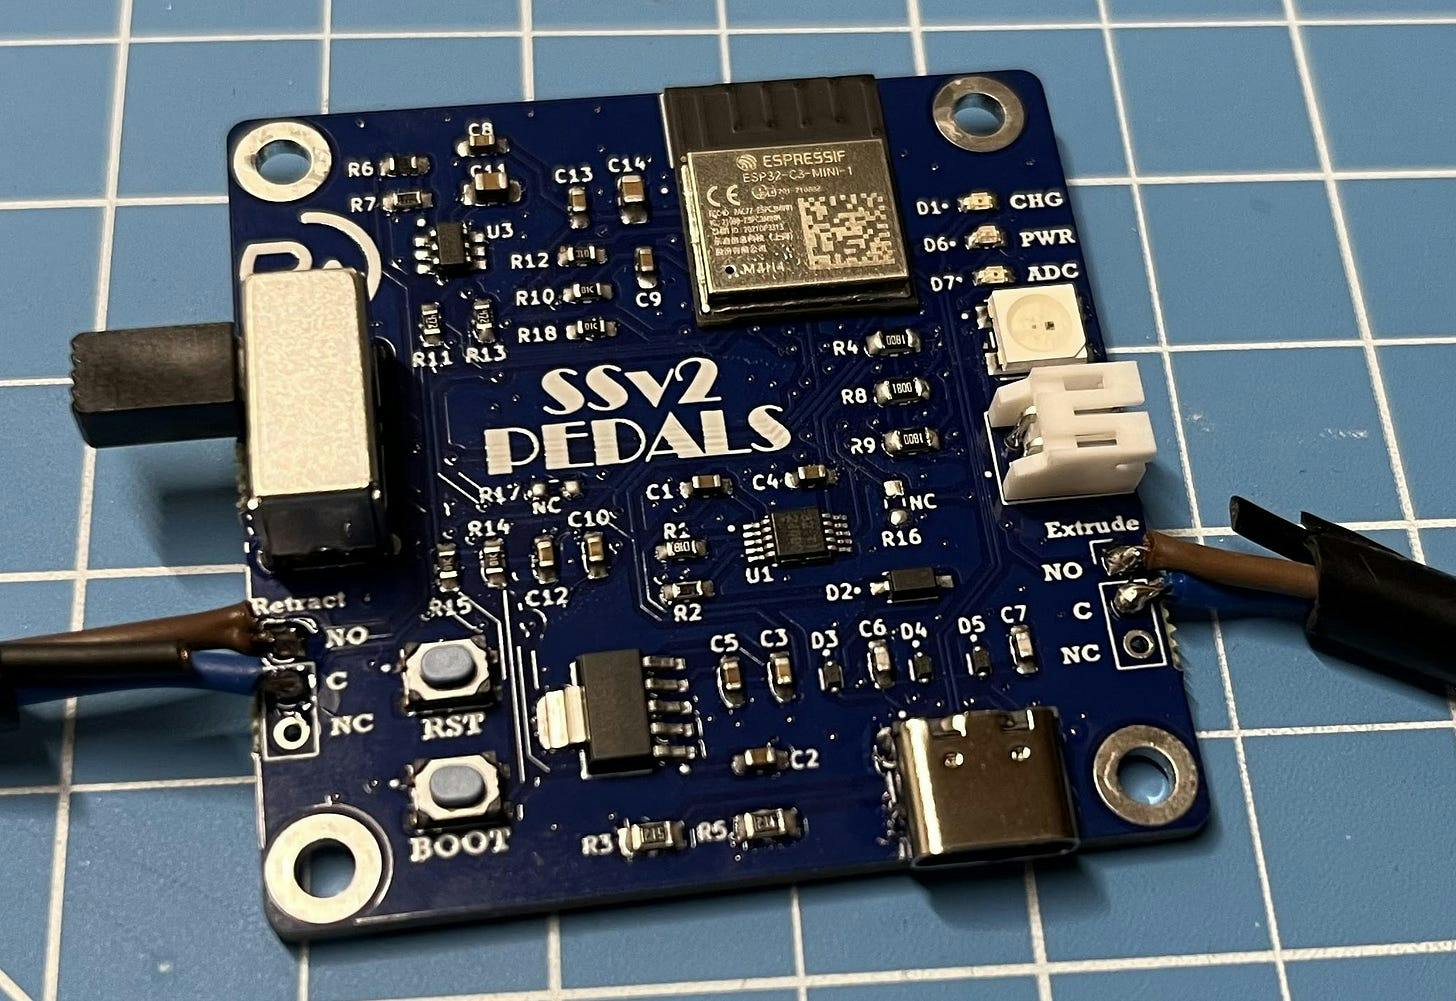 C8
R6
C11
C13
C14
ESPRESSIF
ESP32-C3-MINI-1
CE
M3N4
R7
U3
R12
R10
C9
R18
R11
R13
D1
CHG
D6
PWR
D7
ADC
R4
R8
1800
R9
SSv2
PEDALS
R17
NC
C1
C4
NC
R16
R14
C10
R1
U1
R15
C12
R2
D2
Extrude
NO
C
NC
Retract
NO
C
NC
C5
C3
D3
C6
D4
D5
C7
RST
C2
BOOT
R3
R5